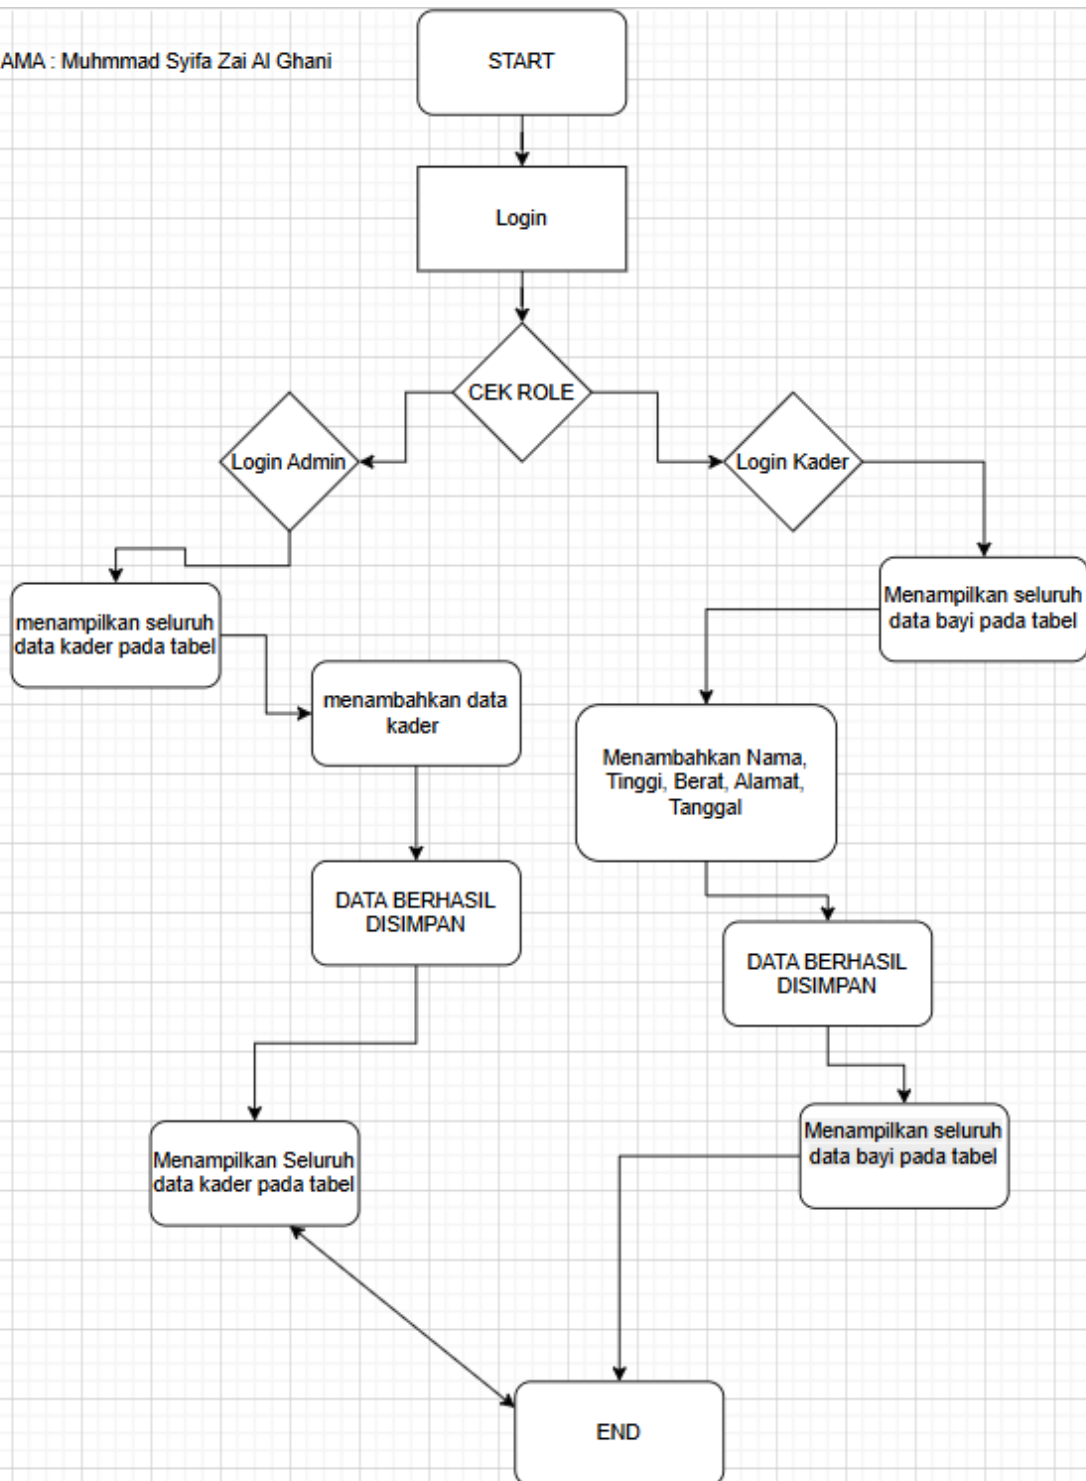 AMA : Muhmmad Syifa Zai Al Ghani
START
Login
CEK ROLE
Login Admin
Login Kader
menampilkan seluruh
data kader pada tabel
Menampilkan seluruh
data bayi pada tabel
menambahkan data
kader
Menambahkan Nama,
Tinggi, Berat, Alamat,
Tanggal
DATA BERHASIL
DISIMPAN
DATA BERHASIL
DISIMPAN
Menampilkan Seluruh
data kader pada tabel
Menampilkan seluruh
data bayi pada tabel
END